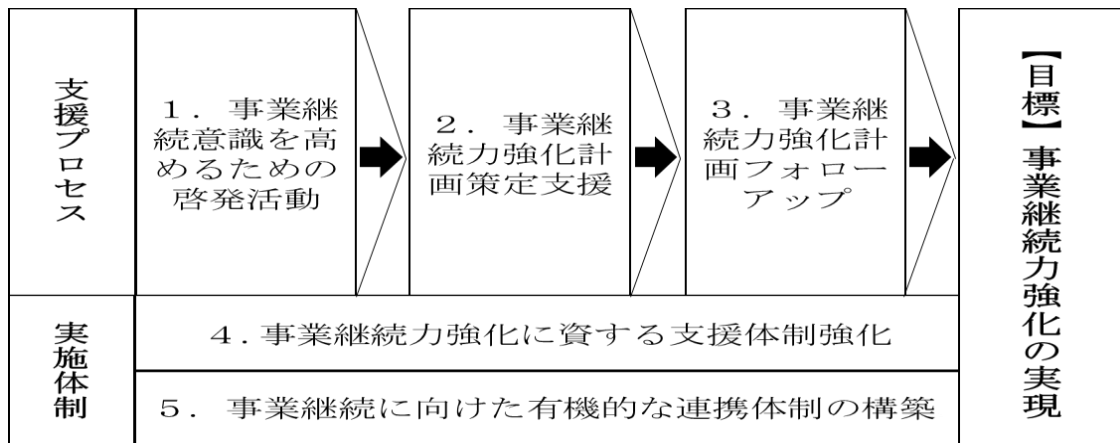 支援プロセス
１．事業継
続意識を高
めるための
啓発活動
２．事業継
続力強化計
画策定支援
３．事業継
続力強化計
画フォロー
アップ
【目標】事業継続力強化の実現
実施体制
４．事業継続力強化に資する支援体制強化
５．事業継続に向けた有機的な連携体制の構築